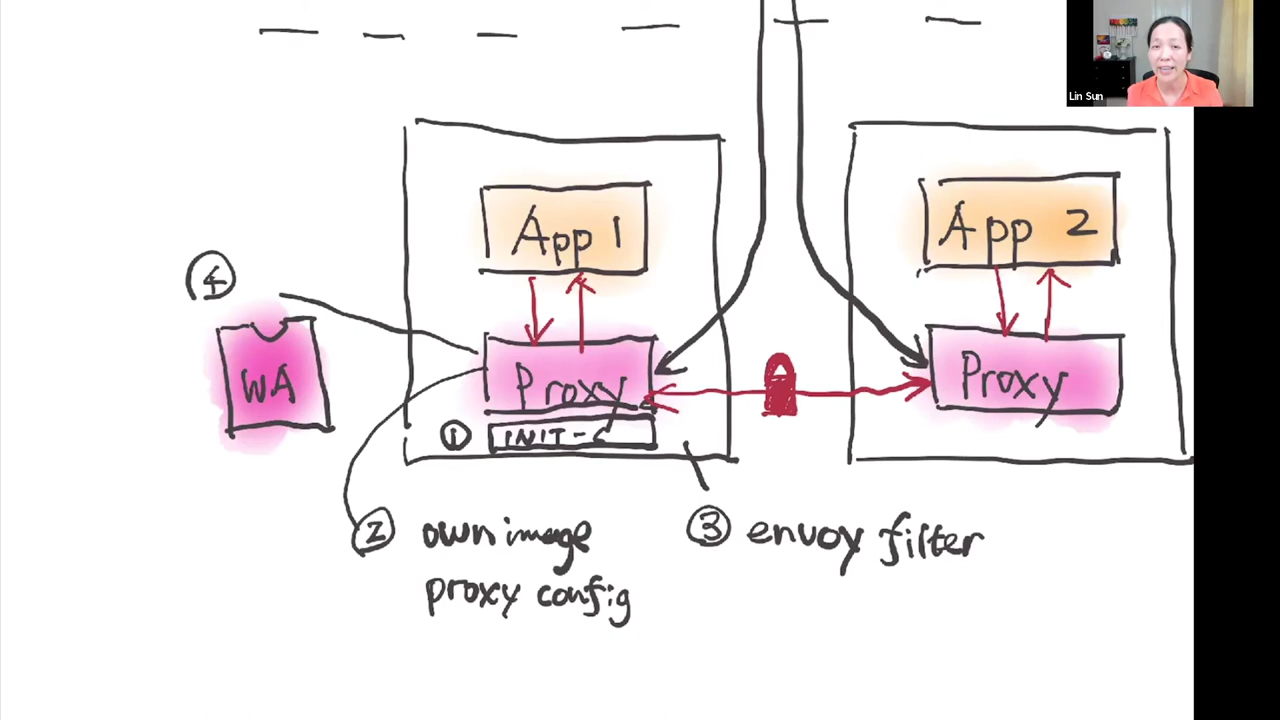 Lin Sun
App 1
App 2
④
WA
Proxy
Proxy
① INIT-C
② own image
proxy config
③ envoy filter